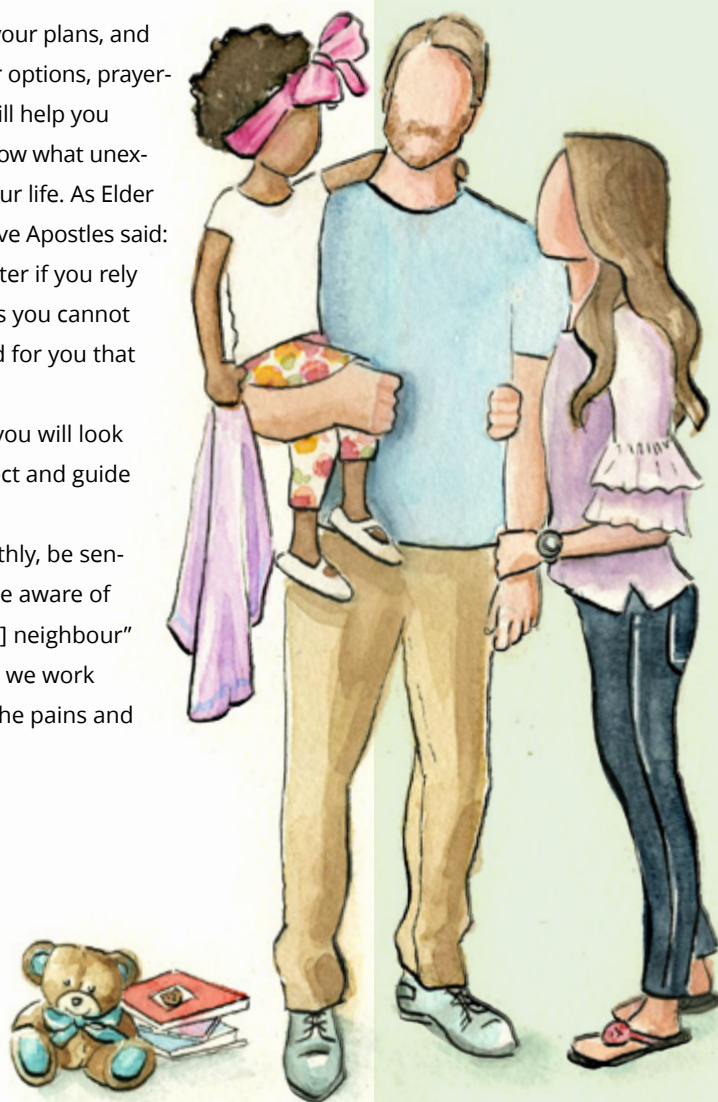 your plans, and
r options, prayer-
ill help you
ow what unex-
ur life. As Elder
ve Apostles said:
ter if you rely
s you cannot
d for you that
you will look
ct and guide
thly, be sen-
e aware of
] neighbour”
we work
he pains and